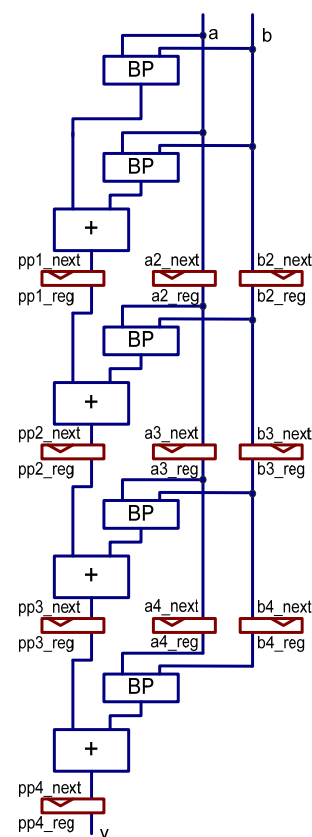 a b
BP
BP
+
pp1_next a2_next b2_next
pp1_reg a2_reg b2_reg
BP
+
pp2_next a3_next b3_next
pp2_reg a3_reg b3_reg
BP
+
pp3_next a4_next b4_next
pp3_reg a4_reg b4_reg
BP
+
pp4_next
pp4_reg
y